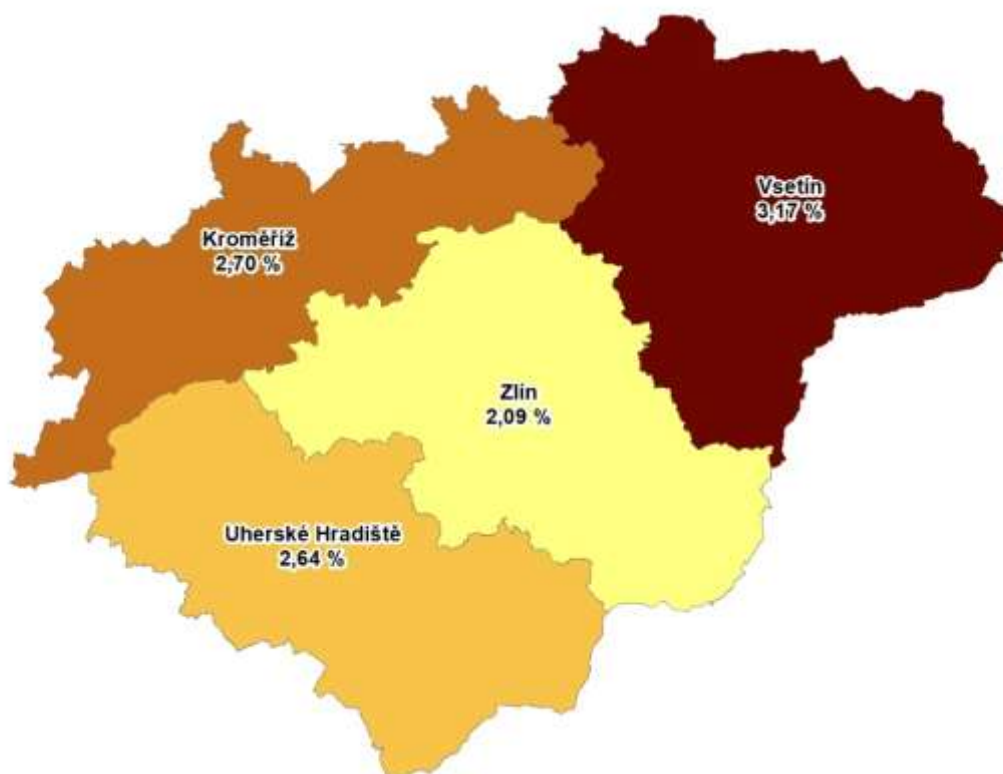 Vsetín
3,17 %
Kroměříž
2,70 %
Zlín
2,09 %
Uherské Hradiště
2,64 %